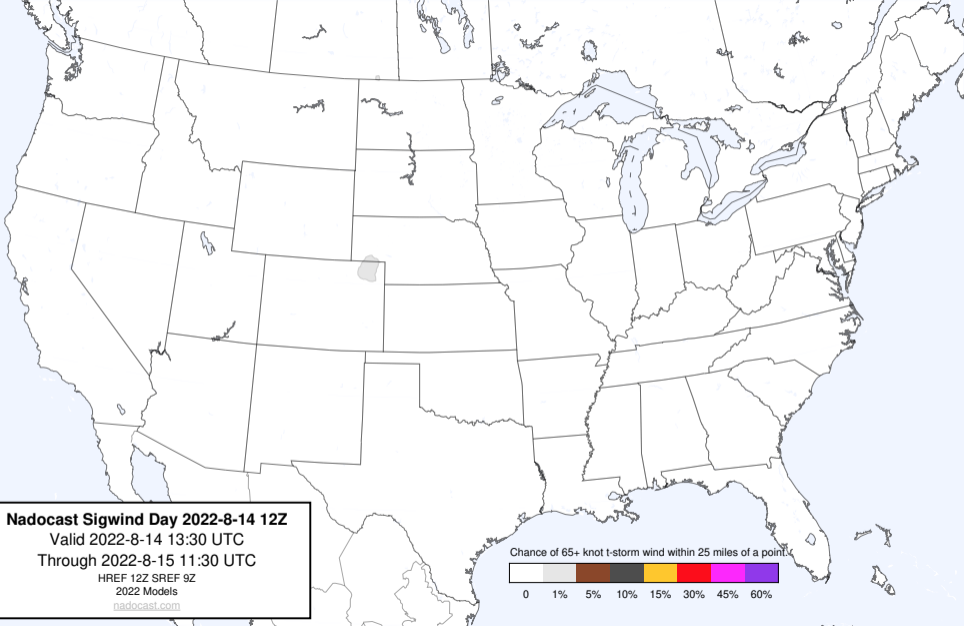 Nadocast Sigwind Day 2022-8-14 12Z
Valid 2022-8-14 13:30 UTC
Through 2022-8-15 11:30 UTC
HREF 12Z SREF 9Z
2022 Models
nadocast.com
Chance of 65+ knot t-storm wind within 25 miles of a point.
0 1% 5% 10% 15% 30% 45% 60%